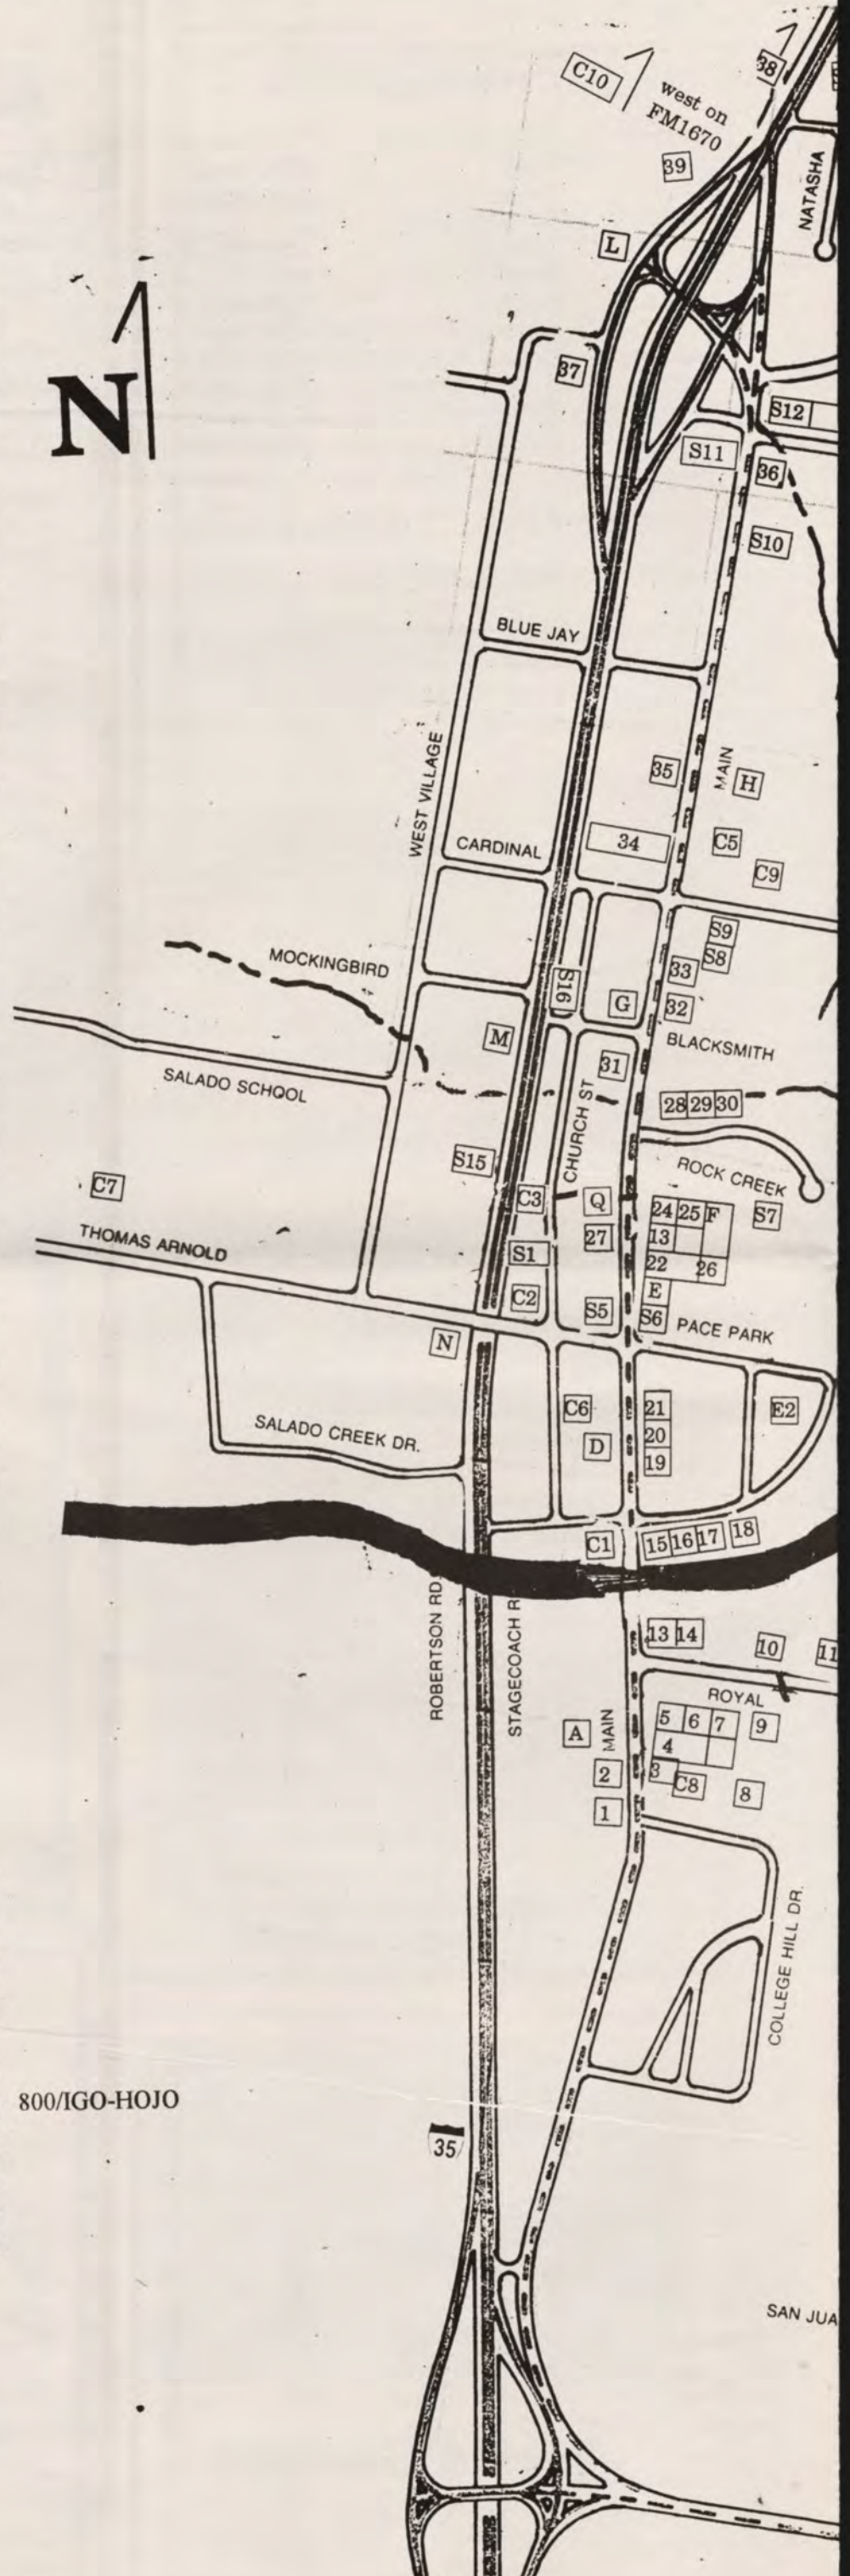 38
C10
west on
FM1670
39
NATASHA
L
N
37
S12
S11
36
S10
BLUE JAY
WEST VILLAGE
35
MAIN
H
34
C5
CARDINAL
C9
S9
S8
MOCKINGBIRD
33
S16
G
32
M
BLACKSMITH
31
SALADO SCHOOL
CHURCH ST
28 29 30
S15
ROCK CREEK
C7
C3
Q
24 25 F
S7
THOMAS ARNOLD
S1
27
13
22
26
C2
E
S5
S6
PACE PARK
N
C6
21
E2
SALADO CREEK DR.
D
20
19
C1
15 16 17 18
ROBERTSON RD
STAGECOACH R
13 14
10
11
ROYAL
A
MAIN
5 6 7
9
4
2
3
C8
8
1
COLLEGE HILL DR.
800/IGO-HOJO
35
SAN JUA